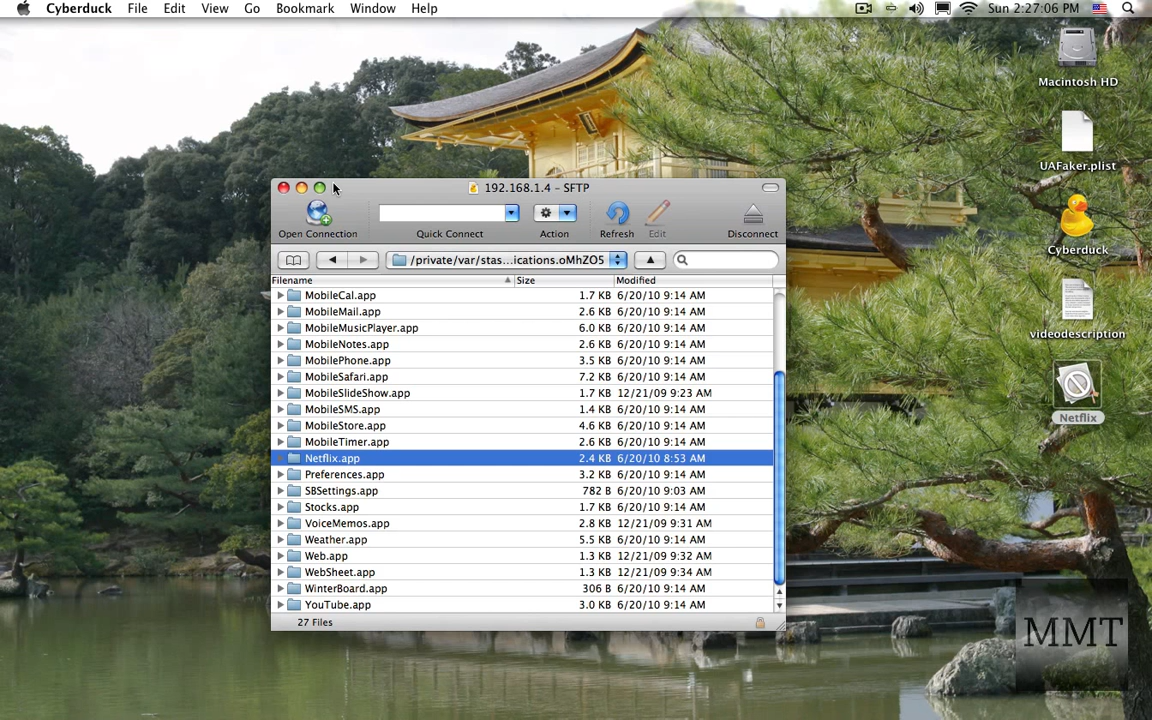 Cyberduck File Edit View Go Bookmark Window Help Sun 2:27:06 PM
Macintosh HD
UAFaker.plist
Cyberduck
videodescription
Netflix
192.168.1.4 – SFTP
Open Connection Quick Connect Action Refresh Edit Disconnect
/private/var/stas...ications.oMhZO5
Filename Size Modified
MobileCal.app 1.7 KB 6/20/10 9:14 AM
MobileMail.app 2.6 KB 6/20/10 9:14 AM
MobileMusicPlayer.app 6.0 KB 6/20/10 9:14 AM
MobileNotes.app 2.6 KB 6/20/10 9:14 AM
MobilePhone.app 3.5 KB 6/20/10 9:14 AM
MobileSafari.app 7.2 KB 6/20/10 9:14 AM
MobileSlideShow.app 1.7 KB 12/21/09 9:23 AM
MobileSMS.app 1.4 KB 6/20/10 9:14 AM
MobileStore.app 4.6 KB 6/20/10 9:14 AM
MobileTimer.app 2.6 KB 6/20/10 9:14 AM
Netflix.app 2.4 KB 6/20/10 8:53 AM
Preferences.app 3.2 KB 6/20/10 9:14 AM
SBSettings.app 782 B 6/20/10 9:03 AM
Stocks.app 1.7 KB 6/20/10 9:14 AM
VoiceMemos.app 2.8 KB 12/21/09 9:31 AM
Weather.app 5.5 KB 6/20/10 9:14 AM
Web.app 1.3 KB 12/21/09 9:32 AM
WebSheet.app 1.3 KB 12/21/09 9:34 AM
WinterBoard.app 306 B 6/20/10 9:14 AM
YouTube.app 3.0 KB 6/20/10 9:14 AM
27 Files
MMT